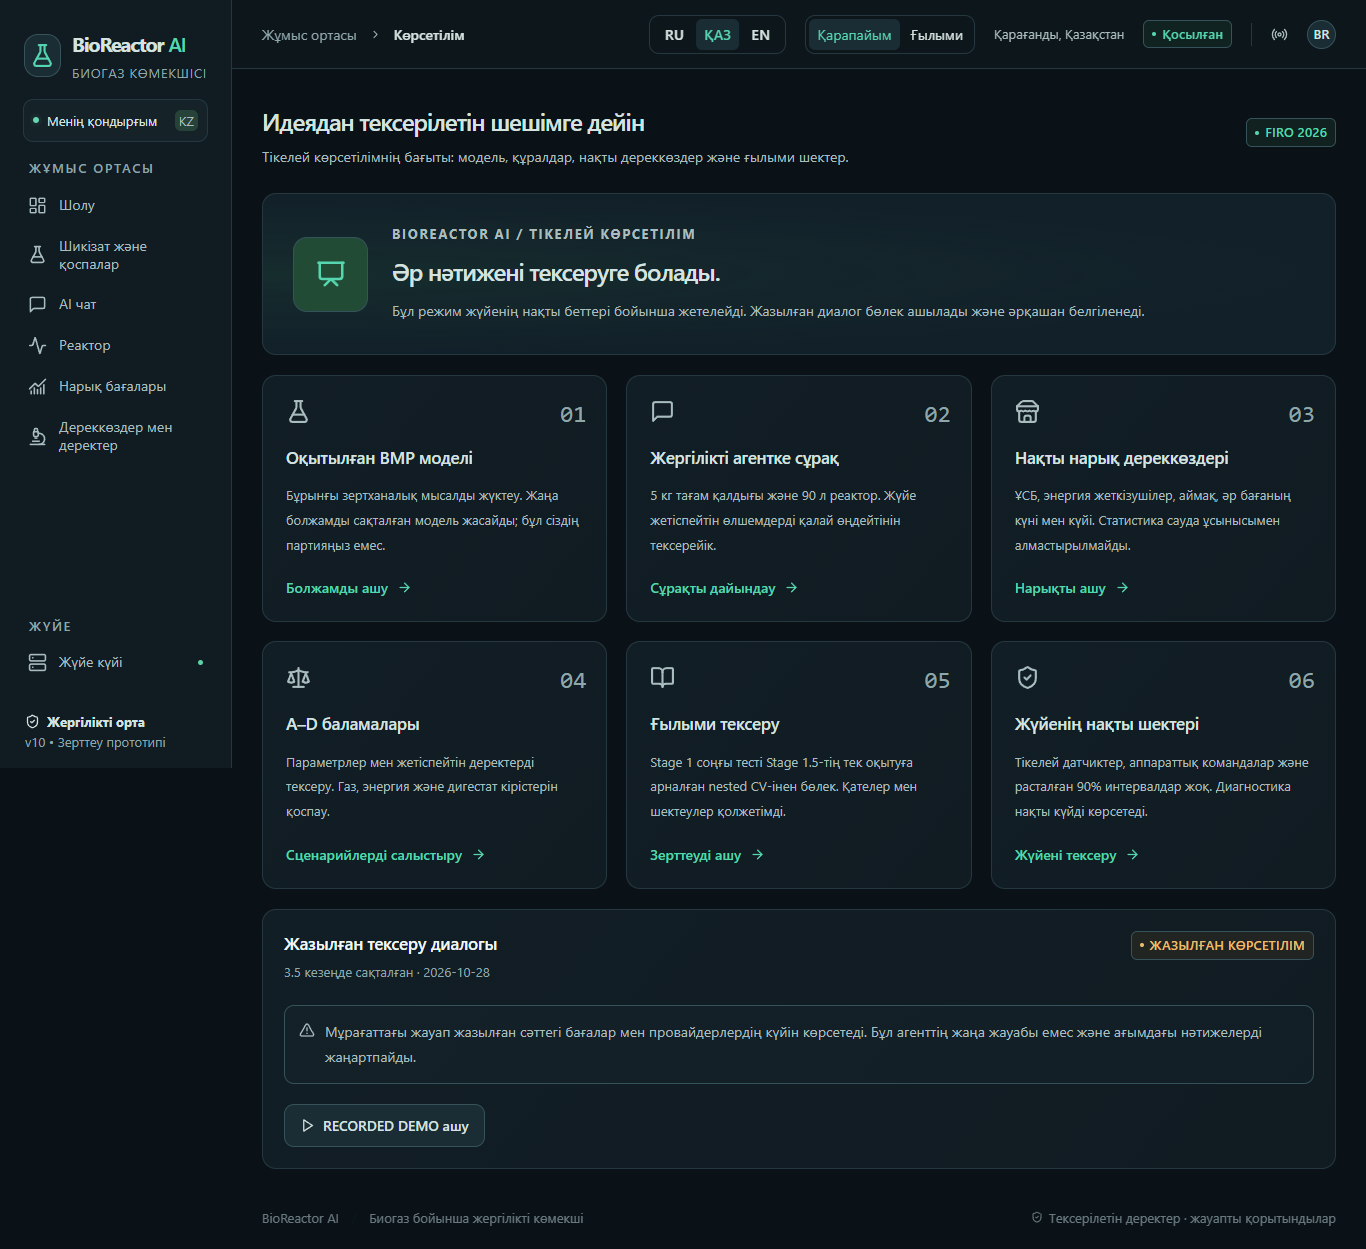 BioReactor AI
БИОГАЗ КӨМЕКШІСІ
Менің қондырғым
KZ
ЖҰМЫС ОРТАСЫ
Шолу
Шикізат және
қоспалар
AI чат
Реактор
Нарық бағалары
Дереккөздер мен
деректер
ЖҮЙЕ
Жүйе күйі
Жергілікті орта
v10 • Зерттеу прототипі
Жұмыс ортасы > Көрсетілім
RU ҚАЗ EN
Қарапайым Ғылыми
Қарағанды, Қазақстан
• Қосылған
BR
Идеядан тексерілетін шешімге дейін
Тікелей көрсетілімнің бағыты: модель, құралдар, нақты дереккөздер және ғылыми шектер.
• FIRO 2026
BIOREACTOR AI / ТІКЕЛЕЙ КӨРСЕТІЛІМ
Әр нәтижені тексеруге болады.
Бұл режим жүйенің нақты беттері бойынша жетелейді. Жазылған диалог бөлек ашылады және әрқашан белгіленеді.
01
Оқытылған BMP моделі
Бұрынғы зертханалық мысалды жүктеу. Жаңа
болжамды сақталған модель жасайды; бұл сіздің
партияңыз емес.
Болжамды ашу →
02
Жергілікті агентке сұрақ
5 кг тағам қалдығы және 90 л реактор. Жүйе
жетіспейтін өлшемдерді қалай өңдейтінін
тексерейік.
Сұрақты дайындау →
03
Нақты нарық дереккөздері
ҰСБ, энергия жеткізушілер, аймақ, әр бағаның
күні мен күйі. Статистика сауда ұсынысымен
алмастырылмайды.
Нарықты ашу →
04
A–D баламалары
Параметрлер мен жетіспейтін деректерді
тексеру. Газ, энергия және дигестат кірістерін
қоспау.
Сценарийлерді салыстыру →
05
Ғылыми тексеру
Stage 1 соңғы тесті Stage 1.5-тің тек оқытуға
арналған nested CV-інен бөлек. Қателер мен
шектеулер қолжетімді.
Зерттеуді ашу →
06
Жүйенің нақты шектері
Тікелей датчиктер, аппараттық командалар және
расталған 90% интервалдар жоқ. Диагностика
нақты күйді көрсетеді.
Жүйені тексеру →
Жазылған тексеру диалогы
3.5 кезеңде сақталған · 2026-10-28
• ЖАЗЫЛҒАН КӨРСЕТІЛІМ
Мұрағаттағы жауап жазылған сәттегі бағалар мен провайдерлердің күйін көрсетеді. Бұл агенттің жаңа жауабы емес және ағымдағы нәтижелерді
жаңартпайды.
RECORDED DEMO ашу
BioReactor AI
Биогаз бойынша жергілікті көмекші
Тексерілетін деректер · жауапты қорытындылар